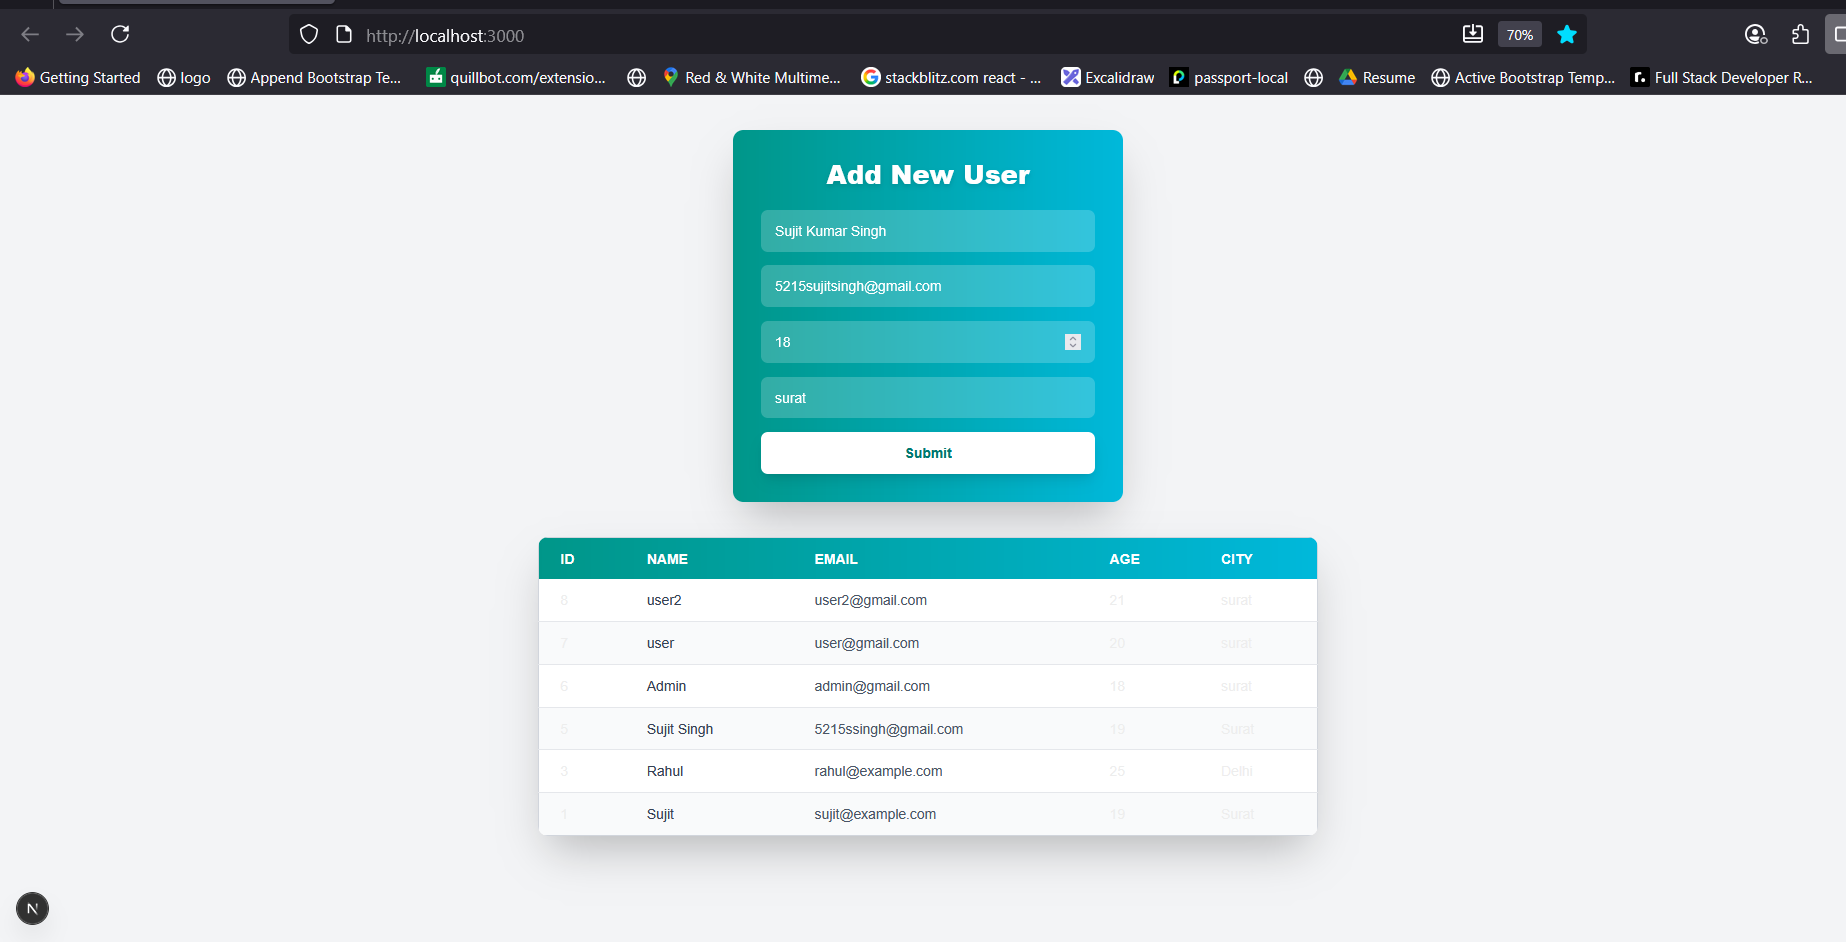 http://localhost:3000
70%
Getting Started logo Append Bootstrap Te... quillbot.com/extensio... Red & White Multime... stackblitz.com react - ... Excalidraw passport-local Resume Active Bootstrap Temp... Full Stack Developer R...
Add New User
Sujit Kumar Singh
5215sujitsingh@gmail.com
18
surat
Submit
ID NAME EMAIL AGE CITY
8 user2 user2@gmail.com 21 surat
7 user user@gmail.com 20 surat
6 Admin admin@gmail.com 18 surat
5 Sujit Singh 5215ssingh@gmail.com 19 Surat
3 Rahul rahul@example.com 25 Delhi
1 Sujit sujit@example.com 19 Surat
N